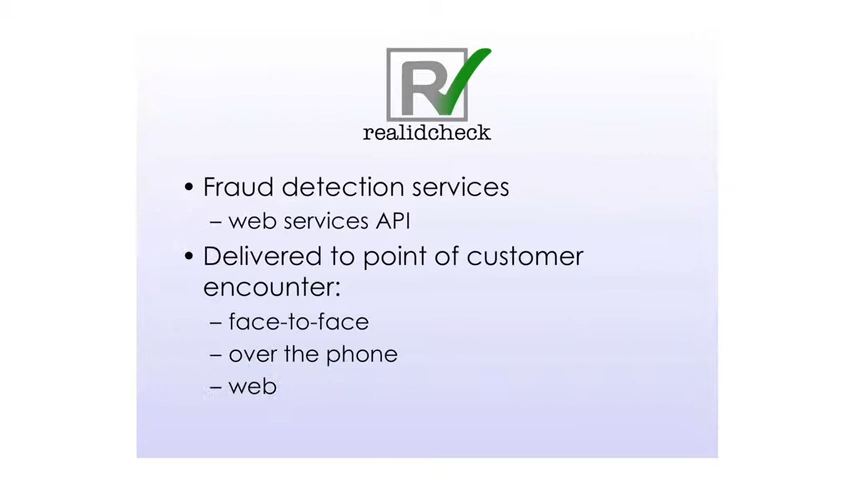 R
realidcheck
• Fraud detection services
– web services API
• Delivered to point of customer
encounter:
– face-to-face
– over the phone
– web